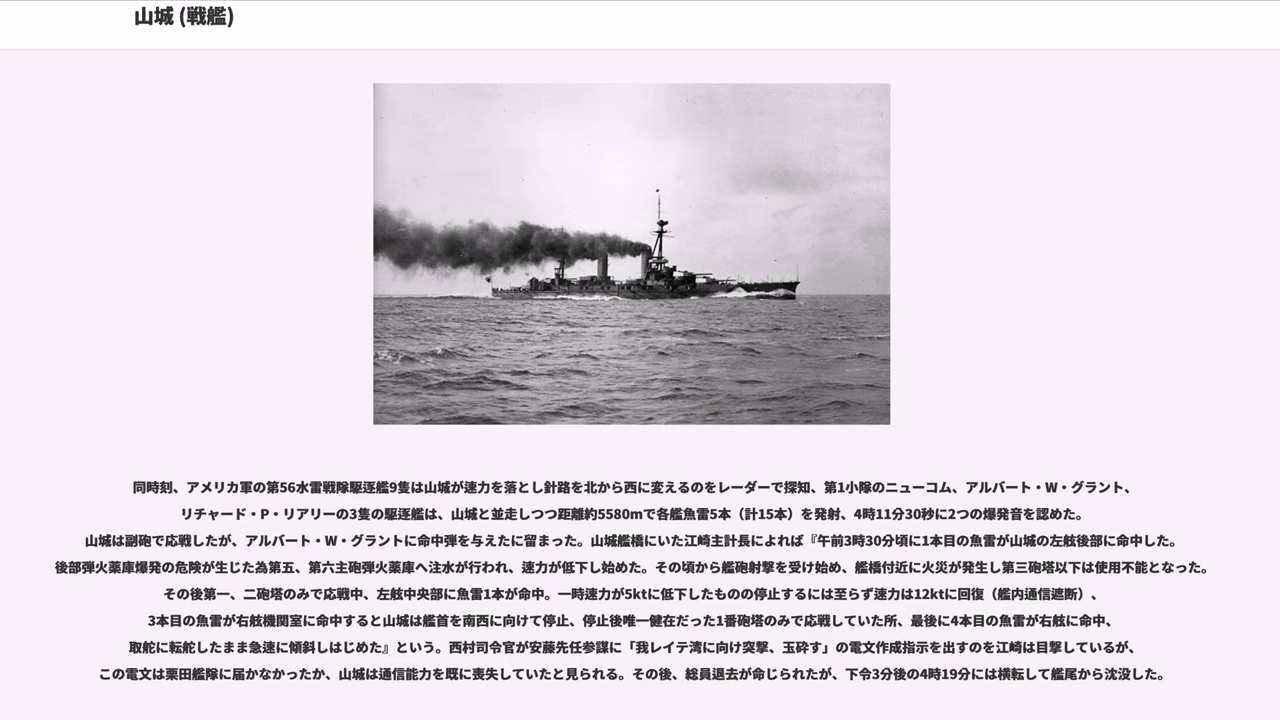 山城 (戦艦)
同時刻、アメリカ軍の第56水雷戦隊駆逐艦9隻は山城が速力を落とし針路を北から西に変えるのをレーダーで探知、第1小隊のニューコム、アルバート・W・グラント、
リチャード・P・リアリーの3隻の駆逐艦は、山城と並走しつつ距離約5580mで各艦魚雷5本（計15本）を発射、4時11分30秒に2つの爆発音を認めた。
山城は副砲で応戦したが、アルバート・W・グラントに命中弾を与えたに留まった。山城艦橋にいた江崎主計長によれば『午前3時30分頃に1本目の魚雷が山城の左舷後部に命中した。
後部弾火薬庫爆発の危険が生じた為第五、第六主砲弾火薬庫へ注水が行われ、速力が低下し始めた。その頃から艦砲射撃を受け始め、艦橋付近に火災が発生し第三砲塔以下は使用不能となった。
その後第一、二砲塔のみで応戦中、左舷中央部に魚雷1本が命中。一時速力が5ktに低下したものの停止するには至らず速力は12ktに回復（艦内通信遮断）、
3本目の魚雷が右舷機関室に命中すると山城は艦首を南西に向けて停止、停止後唯一健在だった1番砲塔のみで応戦していた所、最後に4本目の魚雷が右舷に命中、
取舵に転舵したまま急速に傾斜しはじめた』という。西村司令官が安藤先任参謀に「我レイテ湾に向け突撃、玉砕す」の電文作成指示を出すのを江崎は目撃しているが、
この電文は栗田艦隊に届かなかったか、山城は通信能力を既に喪失していたと見られる。その後、総員退去が命じられたが、下令3分後の4時19分には横転して艦尾から沈没した。